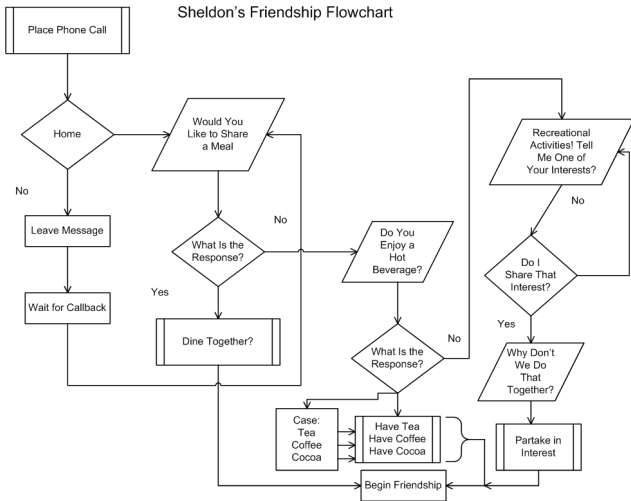 Sheldon's Friendship Flowchart
Place Phone Call
Home
No
Leave Message
Wait for Callback
Would You
Like to Share
a Meal
What Is the
Response?
No
Yes
Dine Together?
Do You
Enjoy a
Hot
Beverage?
What Is the
Response?
No
Case:
Tea
Coffee
Cocoa
Have Tea
Have Coffee
Have Cocoa
Recreational
Activities! Tell
Me One of
Your Interests?
No
Do I
Share That
Interest?
Yes
Why Don't
We Do
That
Together?
Partake in
Interest
Begin Friendship